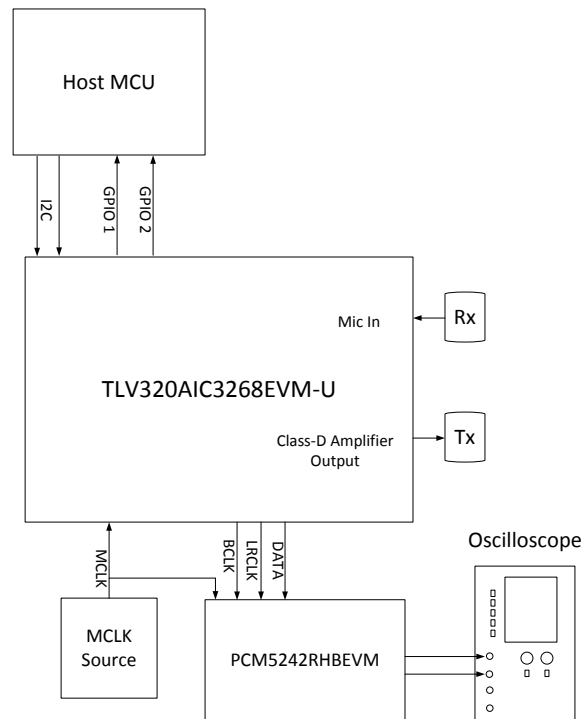 Host MCU
I2C
GPIO 1
GPIO 2
Mic In
Rx
TLV320AIC3268EVM-U
Class-D Amplifier
Output
Tx
MCLK
BCLK
LRCLK
DATA
Oscilloscope
MCLK
Source
PCM5242RHBEVM